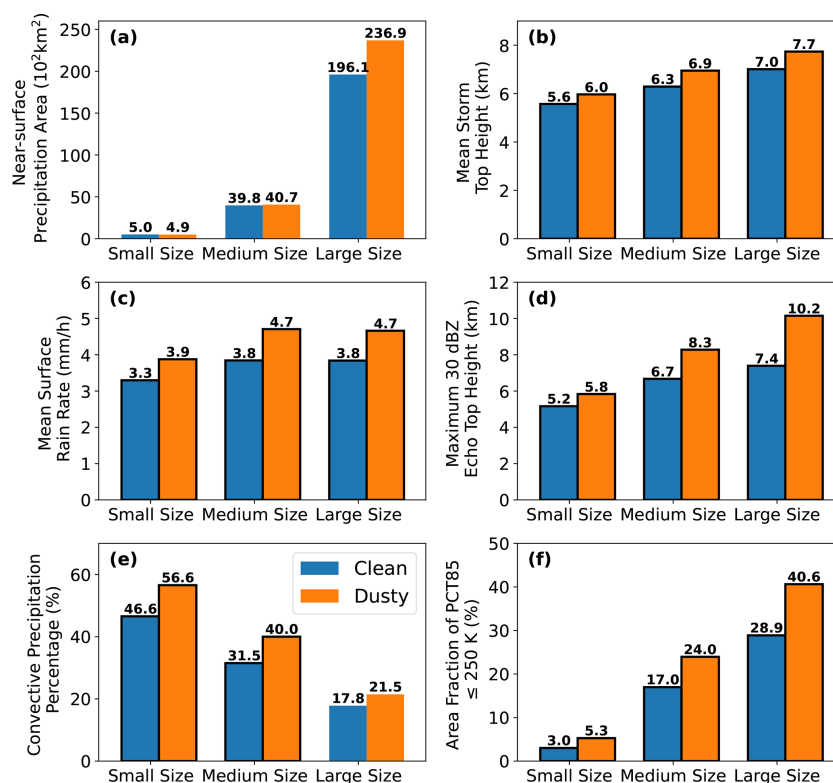 (a)
Near-surface
Precipitation Area (10²km²)
250
200
150
100
50
0
5.0 4.9
39.8 40.7
196.1 236.9
Small Size Medium Size Large Size
(b)
Mean Storm
Top Height (km)
8
6
4
2
0
5.6 6.0
6.3 6.9
7.0 7.7
Small Size Medium Size Large Size
(c)
Mean Surface
Rain Rate (mm/h)
6
5
4
3
2
1
0
3.3 3.9
3.8 4.7
3.8 4.7
Small Size Medium Size Large Size
(d)
Maximum 30 dBZ
Echo Top Height (km)
12
10
8
6
4
2
0
5.2 5.8
6.7 8.3
7.4 10.2
Small Size Medium Size Large Size
(e)
Convective Precipitation
Percentage (%)
60
40
20
0
46.6 56.6
31.5 40.0
17.8 21.5
Clean
Dusty
Small Size Medium Size Large Size
(f)
Area Fraction of PCT85
≤ 250 K (%)
50
40
30
20
10
0
3.0 5.3
17.0 24.0
28.9 40.6
Small Size Medium Size Large Size